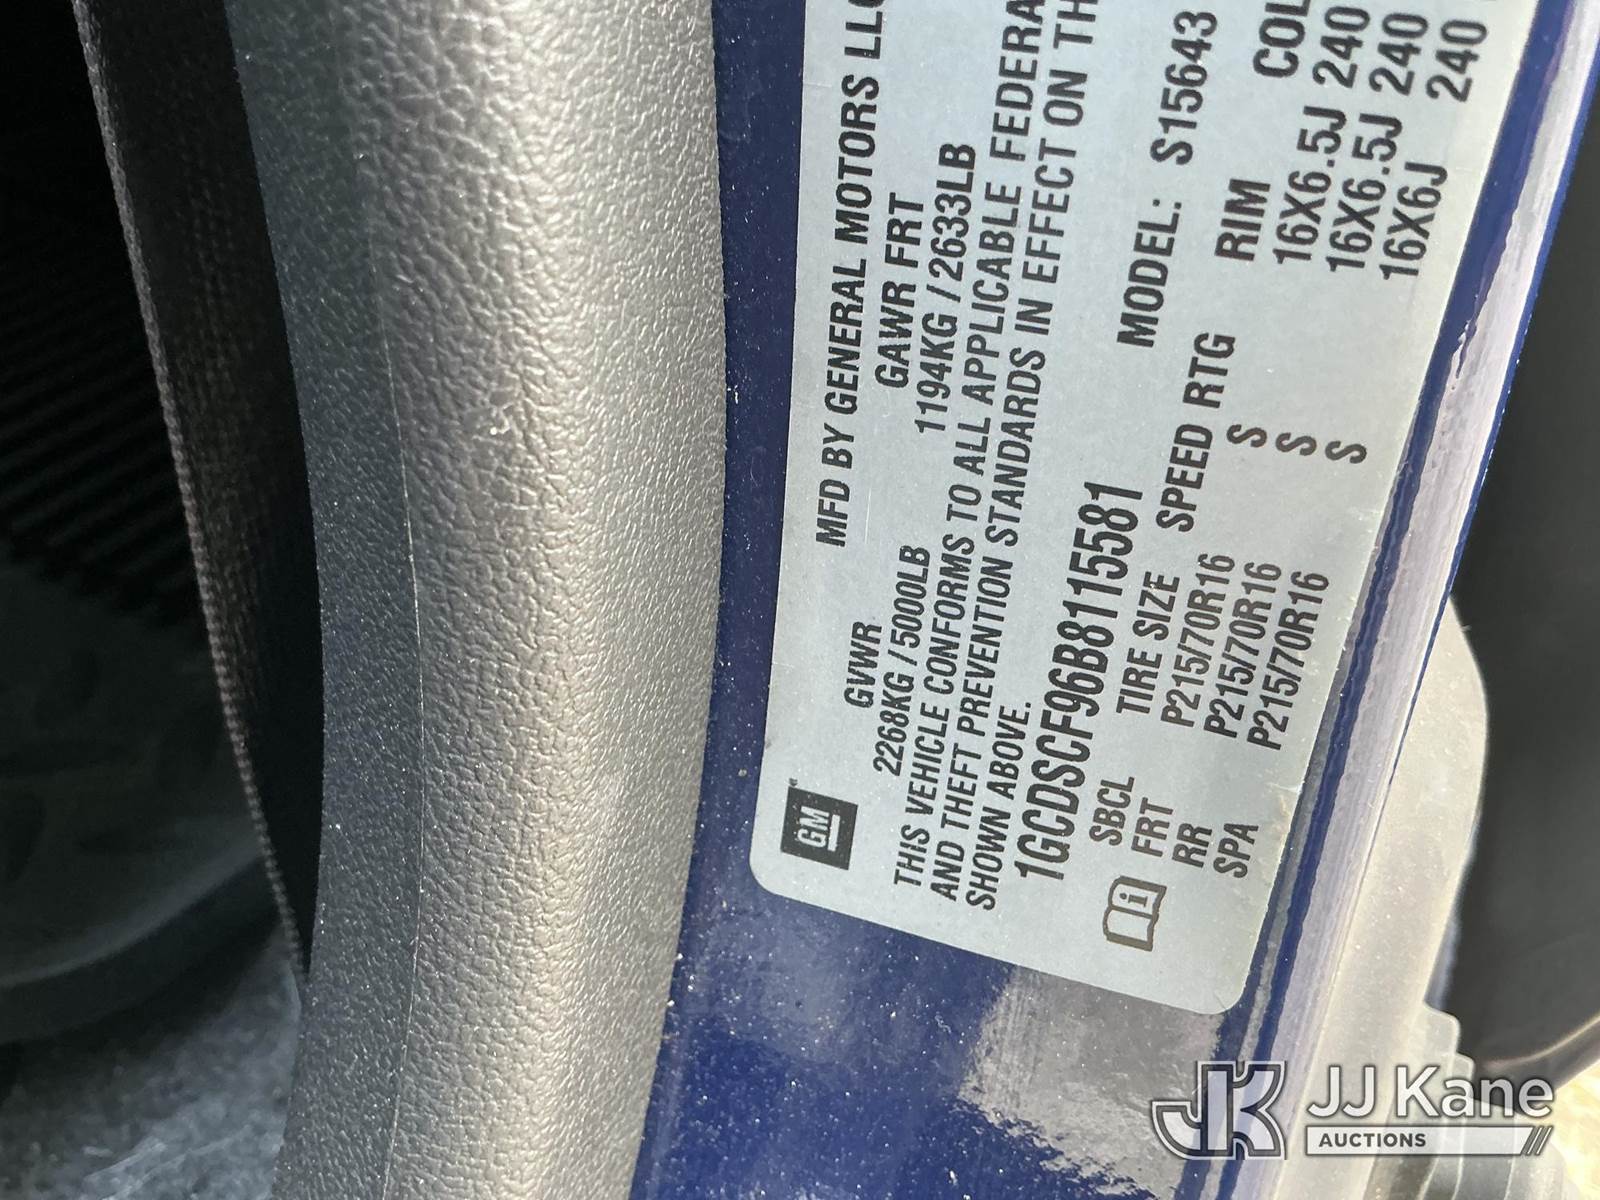 MFD BY GENERAL MOTORS LLC
GM
GVWR GAWR FRT
2268KG / 5000LB 1194KG / 2633LB
THIS VEHICLE CONFORMS TO ALL APPLICABLE FEDERA
AND THEFT PREVENTION STANDARDS IN EFFECT ON TH
SHOWN ABOVE.
1GCDSCF96B8115581 MODEL: S15643
SBCL TIRE SIZE SPEED RTG RIM COL
FRT P215/70R16 S 16X6.5J 240
RR P215/70R16 S 16X6.5J 240
SPA P215/70R16 S 16X6J 240
JK JJ Kane
AUCTIONS